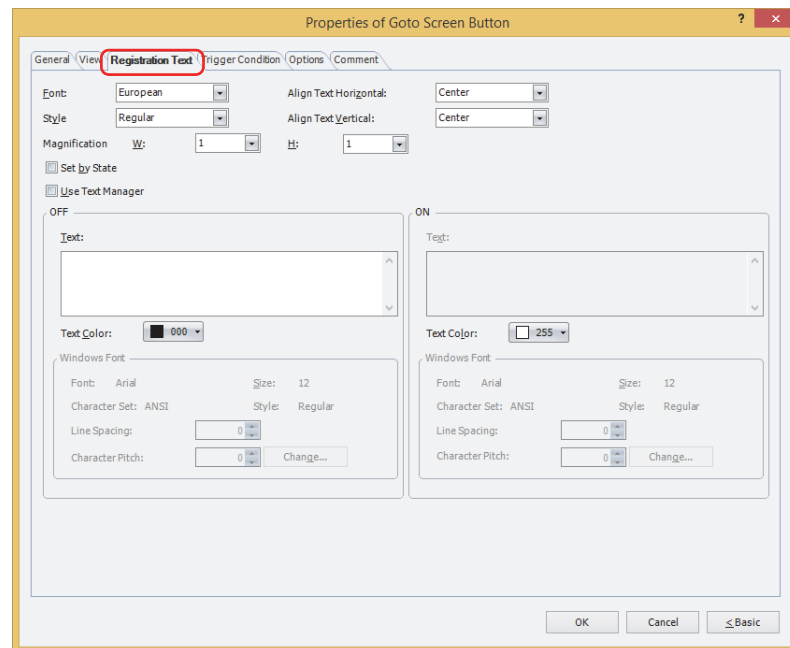 Properties of Goto Screen Button ? ×
General View Registration Text Trigger Condition Options Comment
Font: European Align Text Horizontal: Center
Style Regular Align Text Vertical: Center
Magnification W: 1 H: 1
Set by State
Use Text Manager
OFF
Text:
Text Color: 000
Windows Font
Font: Arial Size: 12
Character Set: ANSI Style: Regular
Line Spacing: 0
Character Pitch: 0 Change...
ON
Text:
Text Color: 255
Windows Font
Font: Arial Size: 12
Character Set: ANSI Style: Regular
Line Spacing: 0
Character Pitch: 0 Change...
OK Cancel < Basic